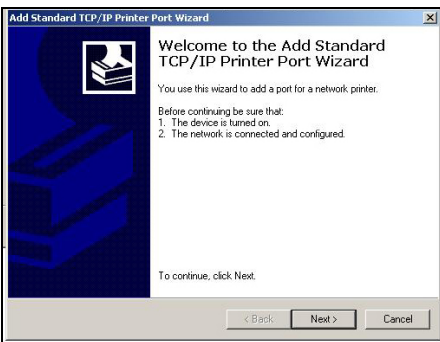 Add Standard TCP/IP Printer Port Wizard
Welcome to the Add Standard
TCP/IP Printer Port Wizard
You use this wizard to add a port for a network printer.
Before continuing be sure that:
1. The device is turned on.
2. The network is connected and configured.
To continue, click Next.
< Back Next > Cancel